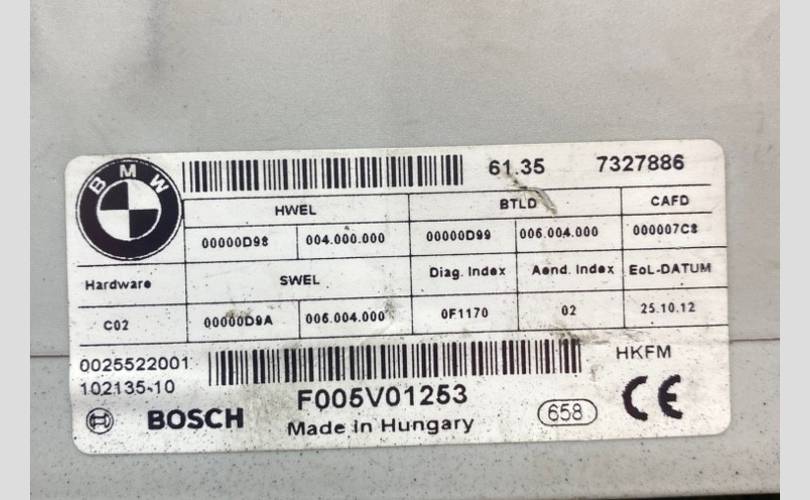 BMW
61.35 7327886
HWEL BTLD CAFD
00000D98 004.000.000 00000D99 006.004.000 000007C8
Hardware SWEL Diag. Index Aend. Index EoL-DATUM
C02 00000D9A 006.004.000 0F1170 02 25.10.12
0025522001 HKFM
102135-10
F005V01253
BOSCH Made in Hungary 658 CE